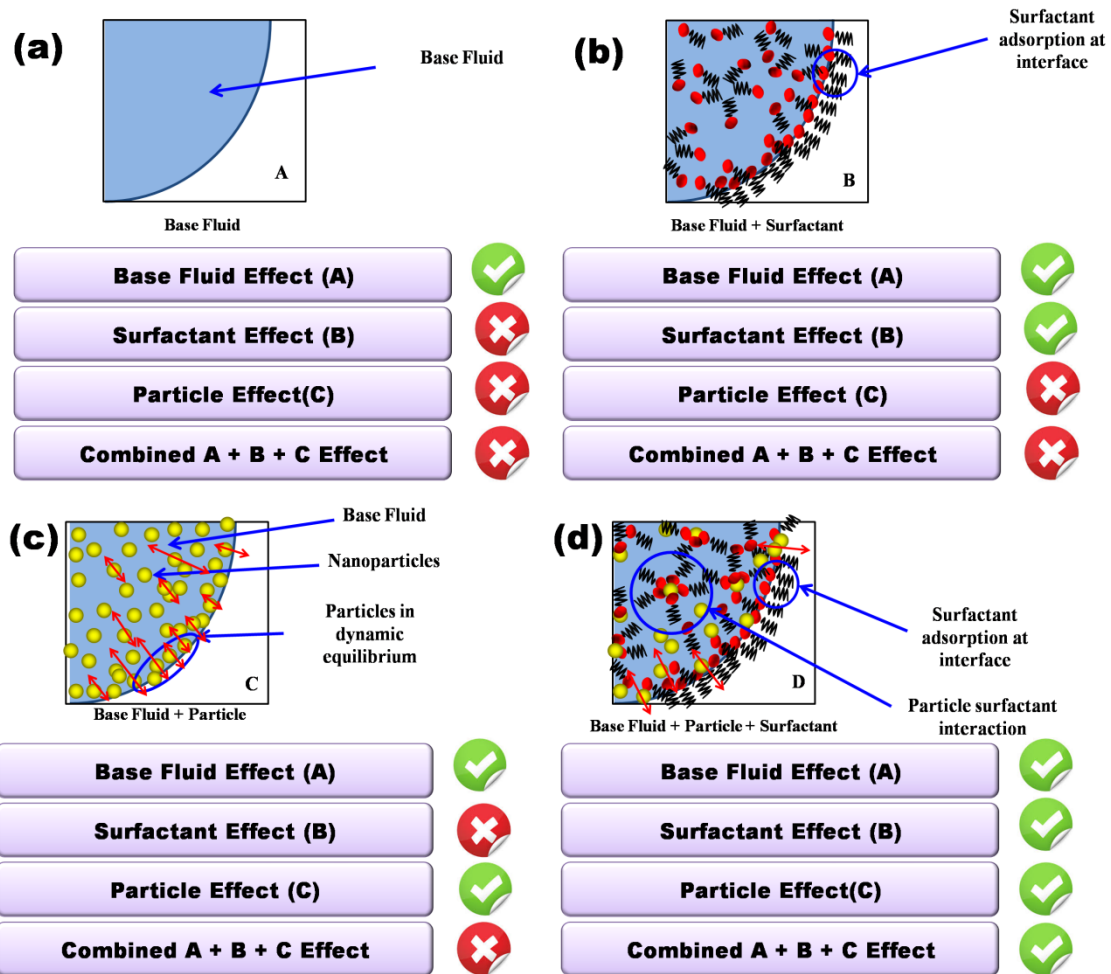 (a)
Base Fluid
A
Base Fluid
Base Fluid Effect (A)
Surfactant Effect (B)
Particle Effect(C)
Combined A + B + C Effect
(b)
Surfactant
adsorption at
interface
B
Base Fluid + Surfactant
Base Fluid Effect (A)
Surfactant Effect (B)
Particle Effect (C)
Combined A + B + C Effect
(c)
Base Fluid
Nanoparticles
Particles in
dynamic
equilibrium
C
Base Fluid + Particle
Base Fluid Effect (A)
Surfactant Effect (B)
Particle Effect (C)
Combined A + B + C Effect
(d)
Surfactant
adsorption at
interface
D
Particle surfactant
interaction
Base Fluid + Particle + Surfactant
Base Fluid Effect (A)
Surfactant Effect (B)
Particle Effect(C)
Combined A + B + C Effect